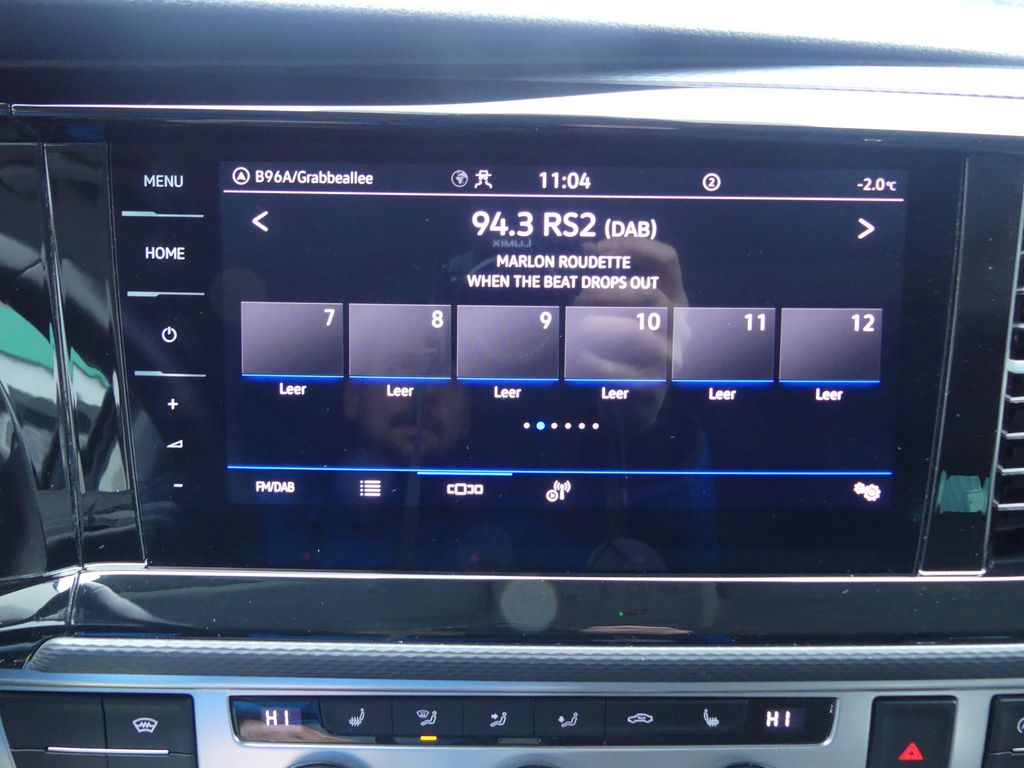 MENU
B96A/Grabbeallee 11:04 2 -2.0°C
HOME
94.3 RS2 (DAB)
LUMIX
MARLON ROUDETTE
WHEN THE BEAT DROPS OUT
7 8 9 10 11 12
Leer Leer Leer Leer Leer Leer
+
-
FM/DAB
HI HI